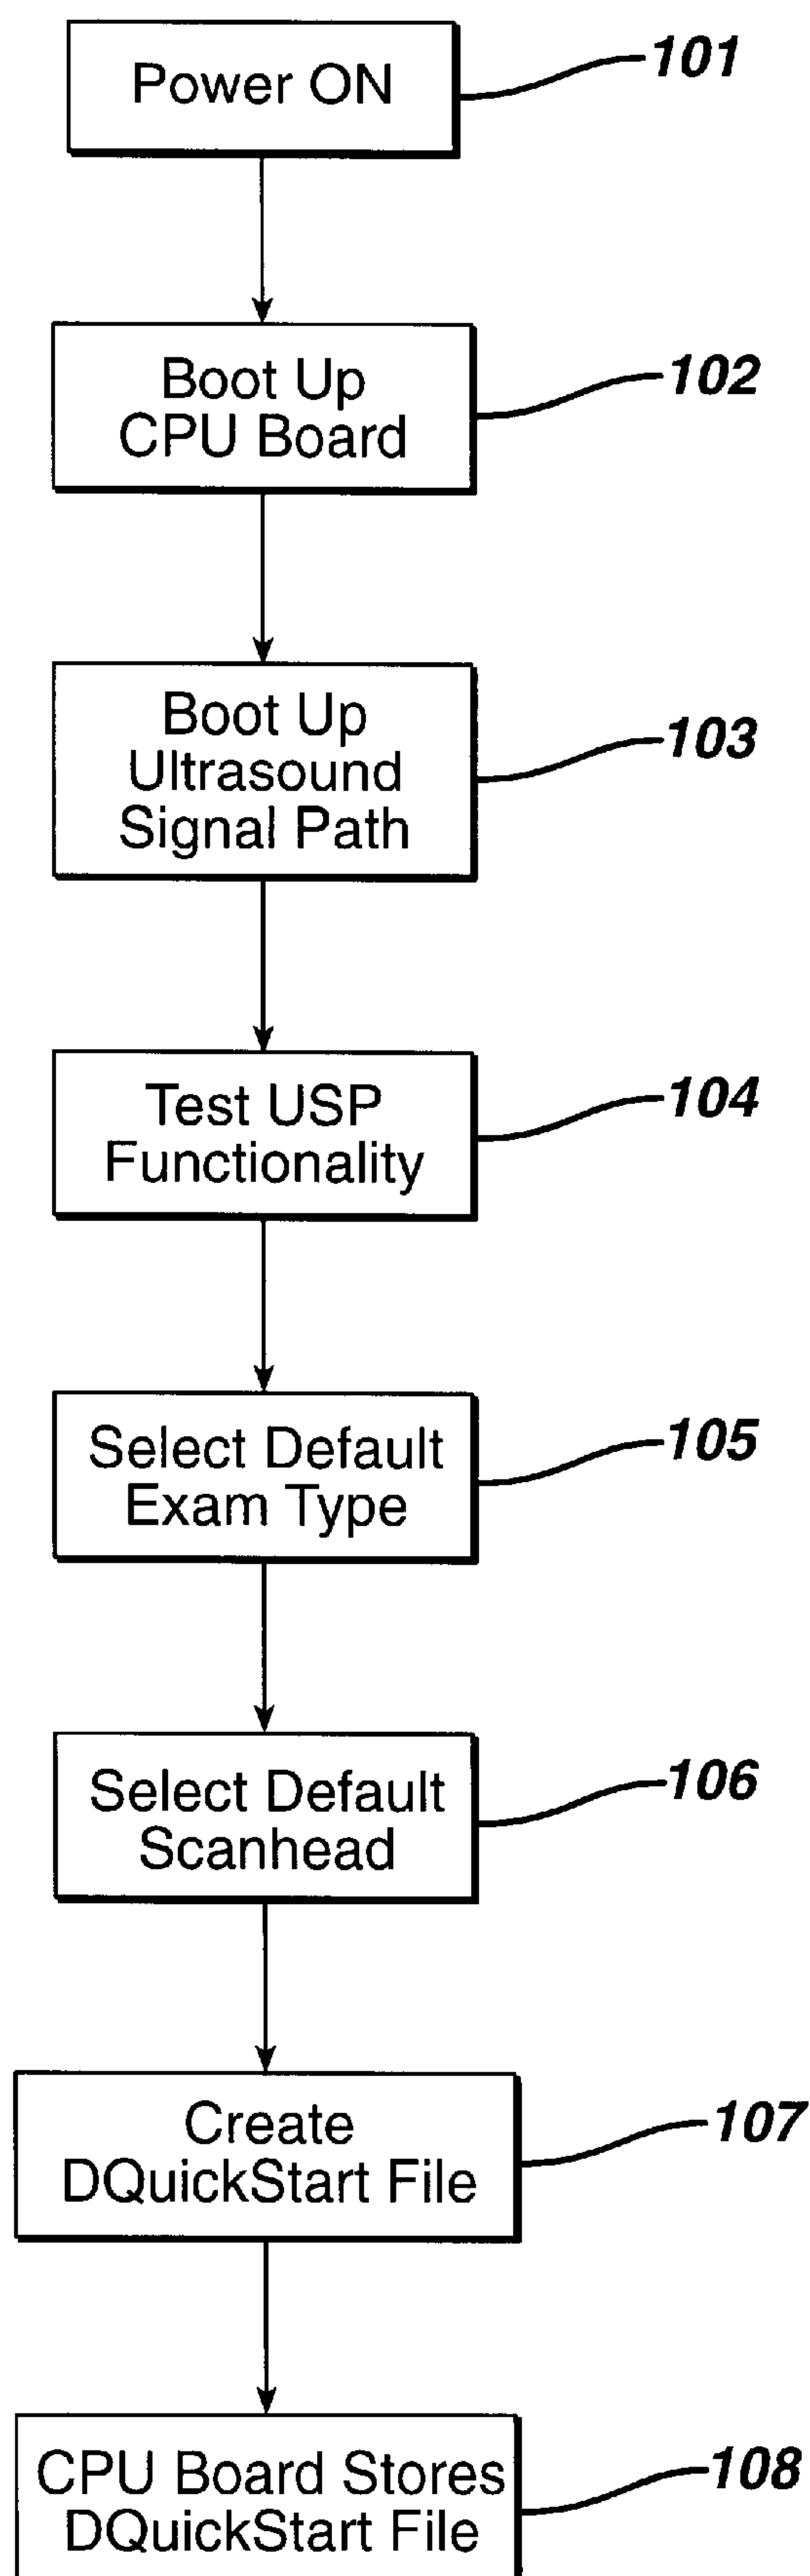 Power ON
101
Boot Up
CPU Board
102
Boot Up
Ultrasound
Signal Path
103
Test USP
Functionality
104
Select Default
Exam Type
105
Select Default
Scanhead
106
Create
DQuickStart File
107
CPU Board Stores
DQuickStart File
108